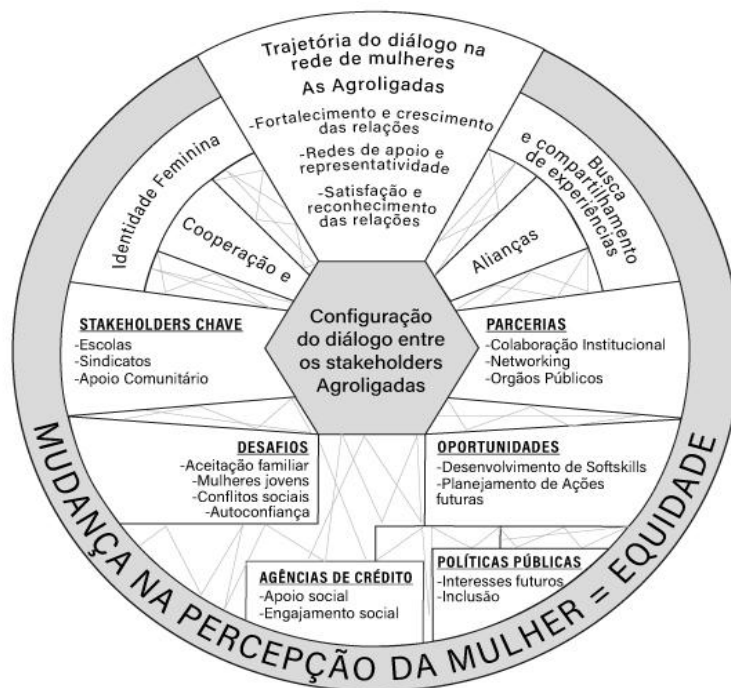 Trajetória do diálogo na
rede de mulheres
As Agroligadas
-Fortalecimento e crescimento
das relações
-Redes de apoio e
representatividade
-Satisfação e
reconhecimento
das relações
Identidade Feminina
Cooperação e
Alianças
Busca
e compartilhamento
de experiências
Configuração
do diálogo entre
os stakeholders
Agroligadas
STAKEHOLDERS CHAVE
-Escolas
-Sindicatos
-Apoio Comunitário
PARCERIAS
-Colaboração Institucional
-Networking
-Orgãos Públicos
DESAFIOS
-Aceitação familiar
-Mulheres jovens
-Conflitos sociais
-Autoconfiança
OPORTUNIDADES
-Desenvolvimento de Softskills
-Planejamento de Ações
futuras
AGÊNCIAS DE CRÉDITO
-Apoio social
-Engajamento social
POLÍTICAS PÚBLICAS
-Interesses futuros
-Inclusão
MUDANÇA NA PERCEPÇÃO DA MULHER = EQUIDADE